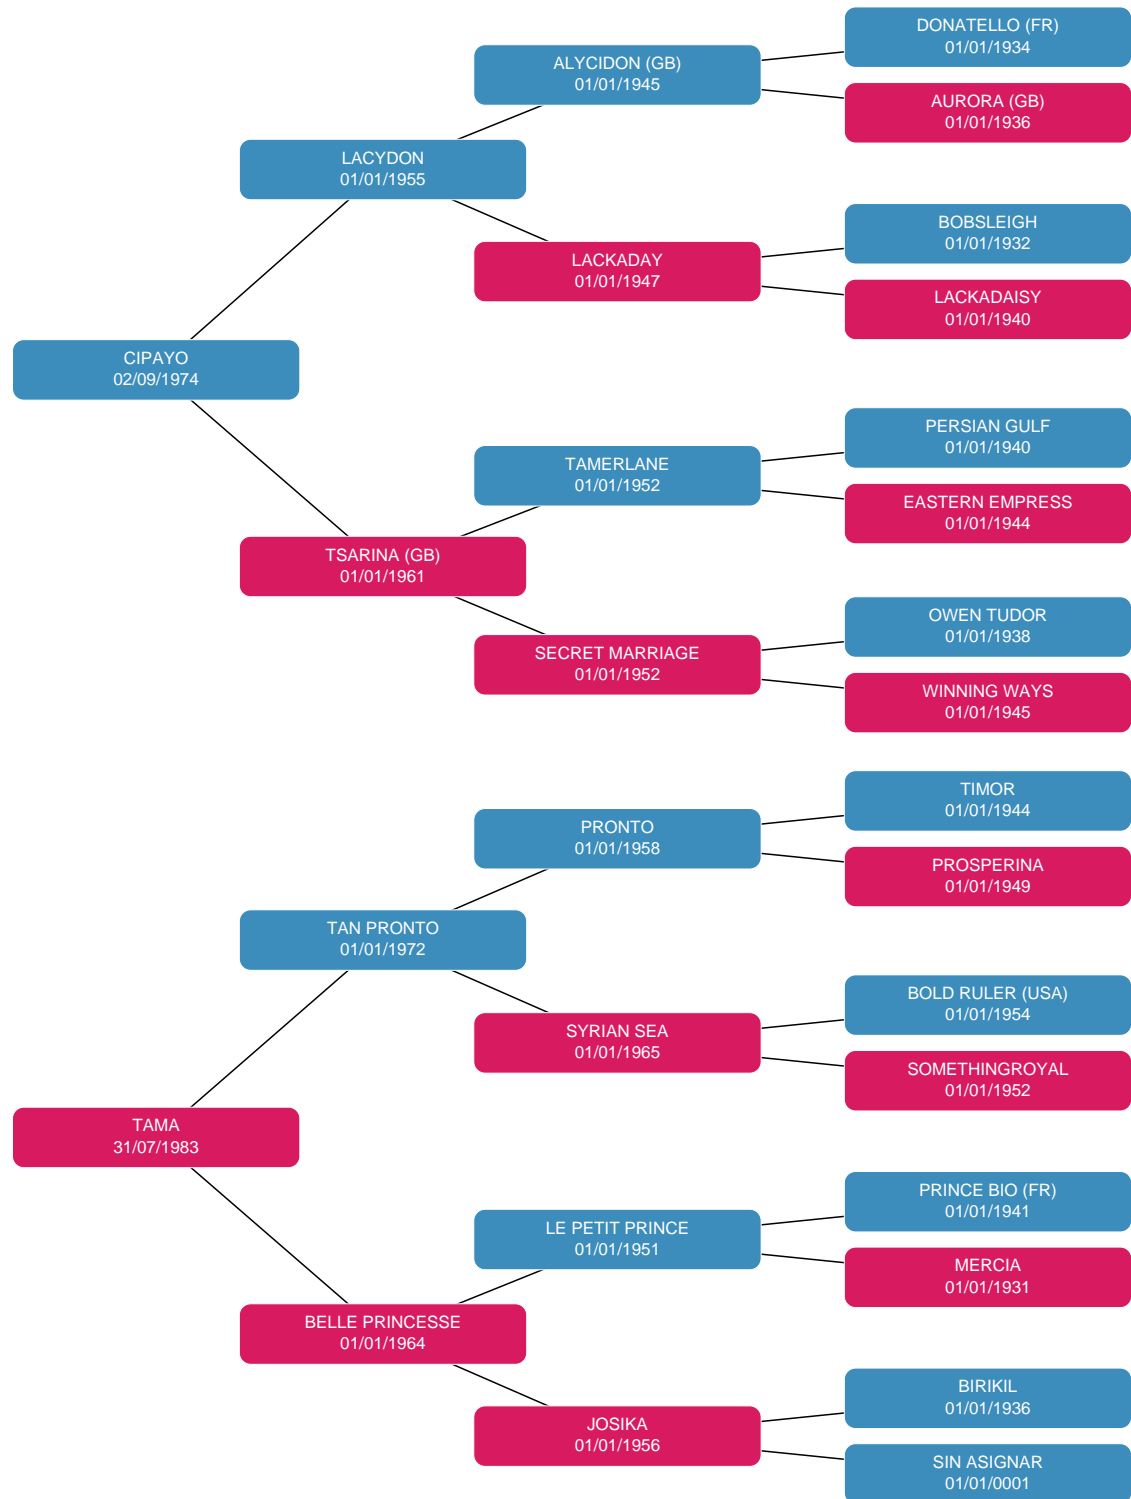 DONATELLO (FR)
01/01/1934
ALYCIDON (GB)
01/01/1945
AURORA (GB)
01/01/1936
LACYDON
01/01/1955
BOBSLEIGH
01/01/1932
LACKADAY
01/01/1947
LACKADAISY
01/01/1940
CIPAYO
02/09/1974
PERSIAN GULF
01/01/1940
TAMERLANE
01/01/1952
EASTERN EMPRESS
01/01/1944
TSARINA (GB)
01/01/1961
OWEN TUDOR
01/01/1938
SECRET MARRIAGE
01/01/1952
WINNING WAYS
01/01/1945
TIMOR
01/01/1944
PRONTO
01/01/1958
PROSPERINA
01/01/1949
TAN PRONTO
01/01/1972
BOLD RULER (USA)
01/01/1954
SYRIAN SEA
01/01/1965
SOMETHINGROYAL
01/01/1952
TAMA
31/07/1983
PRINCE BIO (FR)
01/01/1941
LE PETIT PRINCE
01/01/1951
MERCIA
01/01/1931
BELLE PRINCESSE
01/01/1964
BIRIKIL
01/01/1936
JOSIKA
01/01/1956
SIN ASIGNAR
01/01/0001